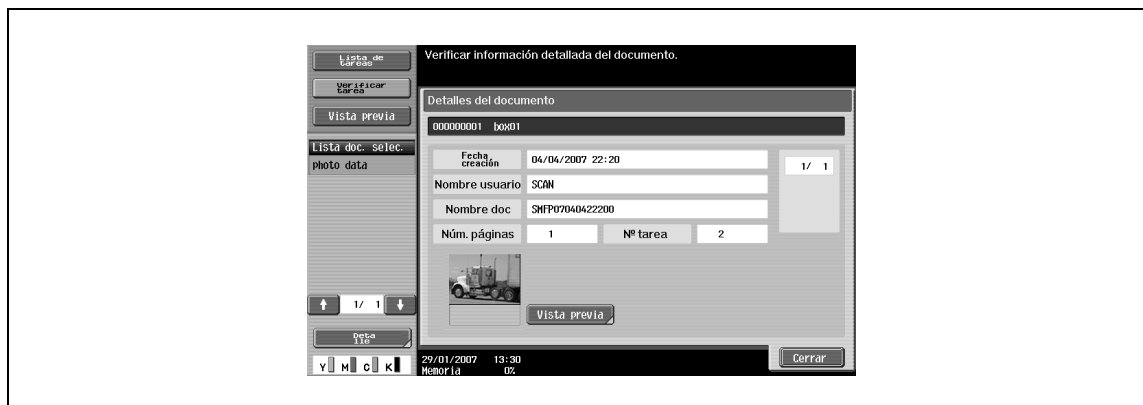 Lista de
tareas
Verificar
tarea
Vista previa
Lista doc. selec.
photo data
1/ 1
Deta
lle
Y M C K
Verificar información detallada del documento.
Detalles del documento
000000001 box01
Fecha
creación
04/04/2007 22:20
1/ 1
Nombre usuario SCAN
Nombre doc SMFP07040422200
Núm. páginas 1 Nº tarea 2
Vista previa
29/01/2007 13:30
Memoria 0%
Cerrar